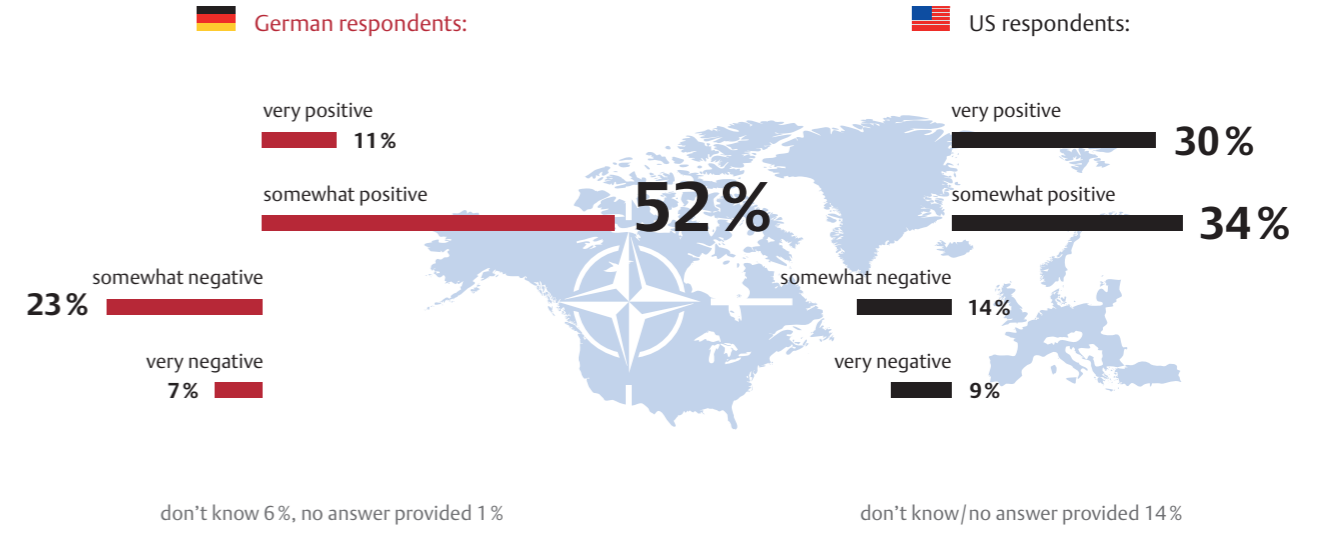 German respondents:
very positive
11 %
somewhat positive
52 %
somewhat negative
23 %
very negative
7 %
don't know 6 %, no answer provided 1 %
US respondents:
very positive
30 %
somewhat positive
34 %
somewhat negative
14 %
very negative
9 %
don't know/no answer provided 14 %